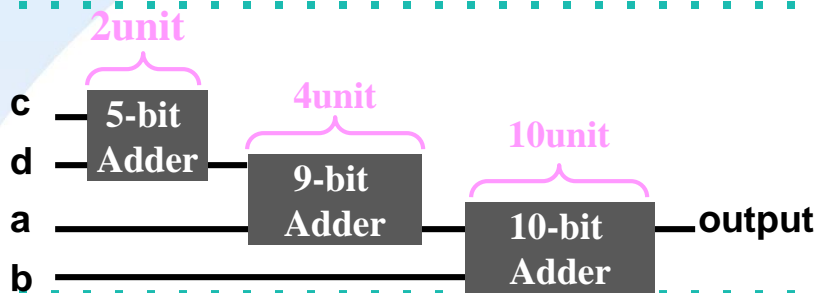 2unit
4unit
10unit
c
d
a
b
5-bit
Adder
9-bit
Adder
10-bit
Adder
output